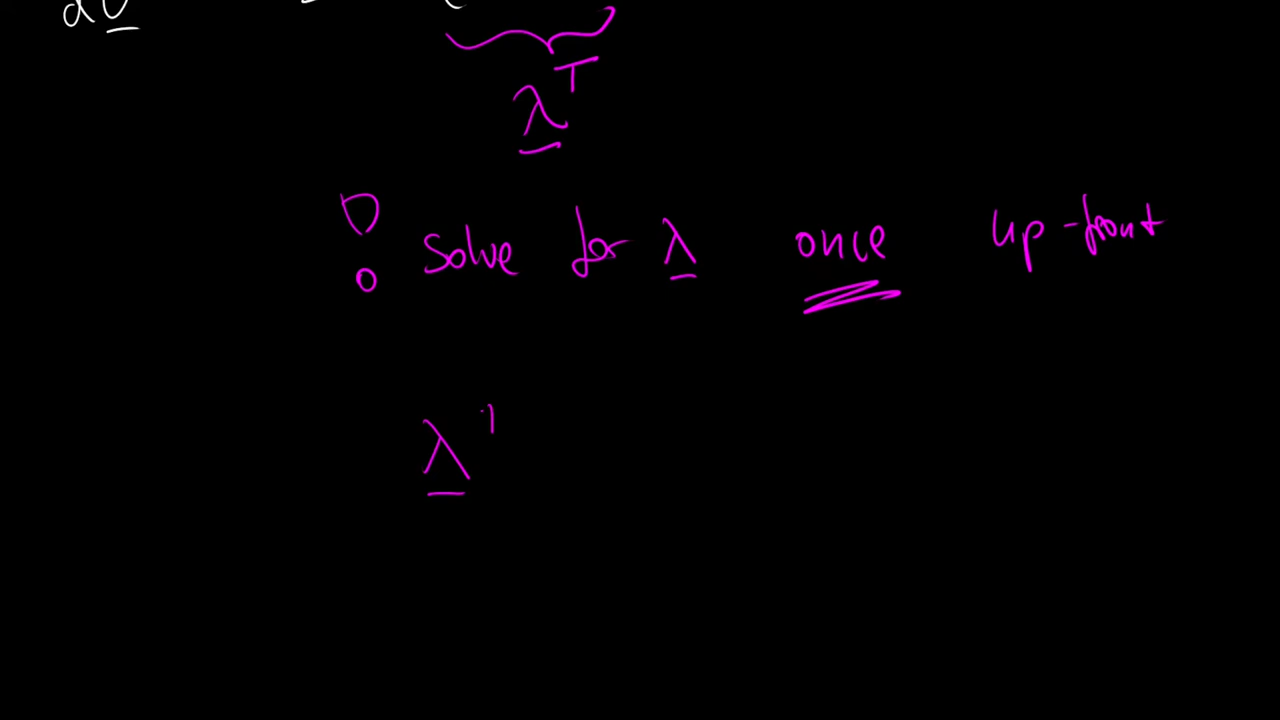 λ^T
! solve for λ once up-front
λ